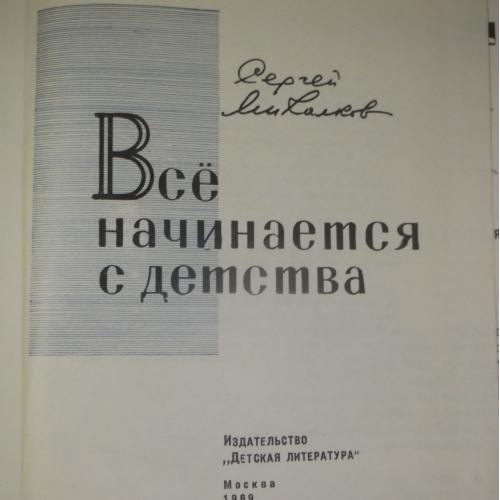 Сергей
Михалков
Всё
начинается
с детства
Издательство
„Детская литература"
Москва
1969